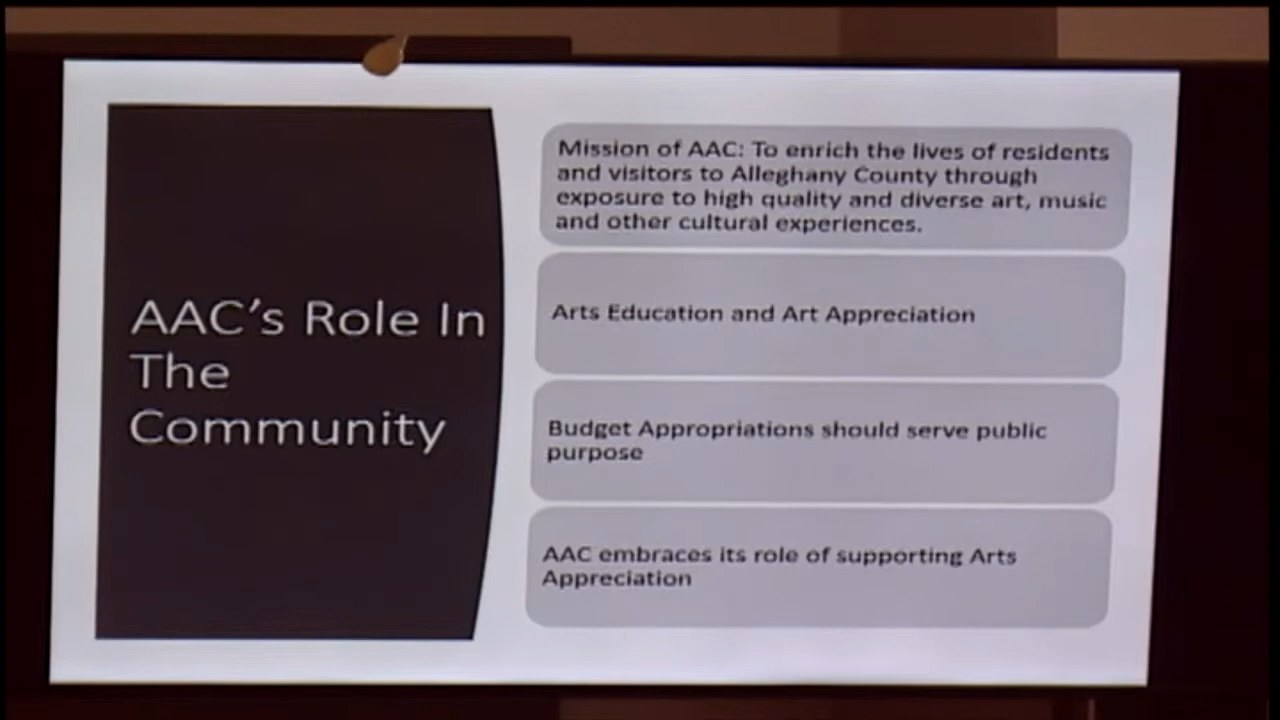 AAC's Role In
The
Community
Mission of AAC: To enrich the lives of residents
and visitors to Alleghany County through
exposure to high quality and diverse art, music
and other cultural experiences.
Arts Education and Art Appreciation
Budget Appropriations should serve public
purpose
AAC embraces its role of supporting Arts
Appreciation